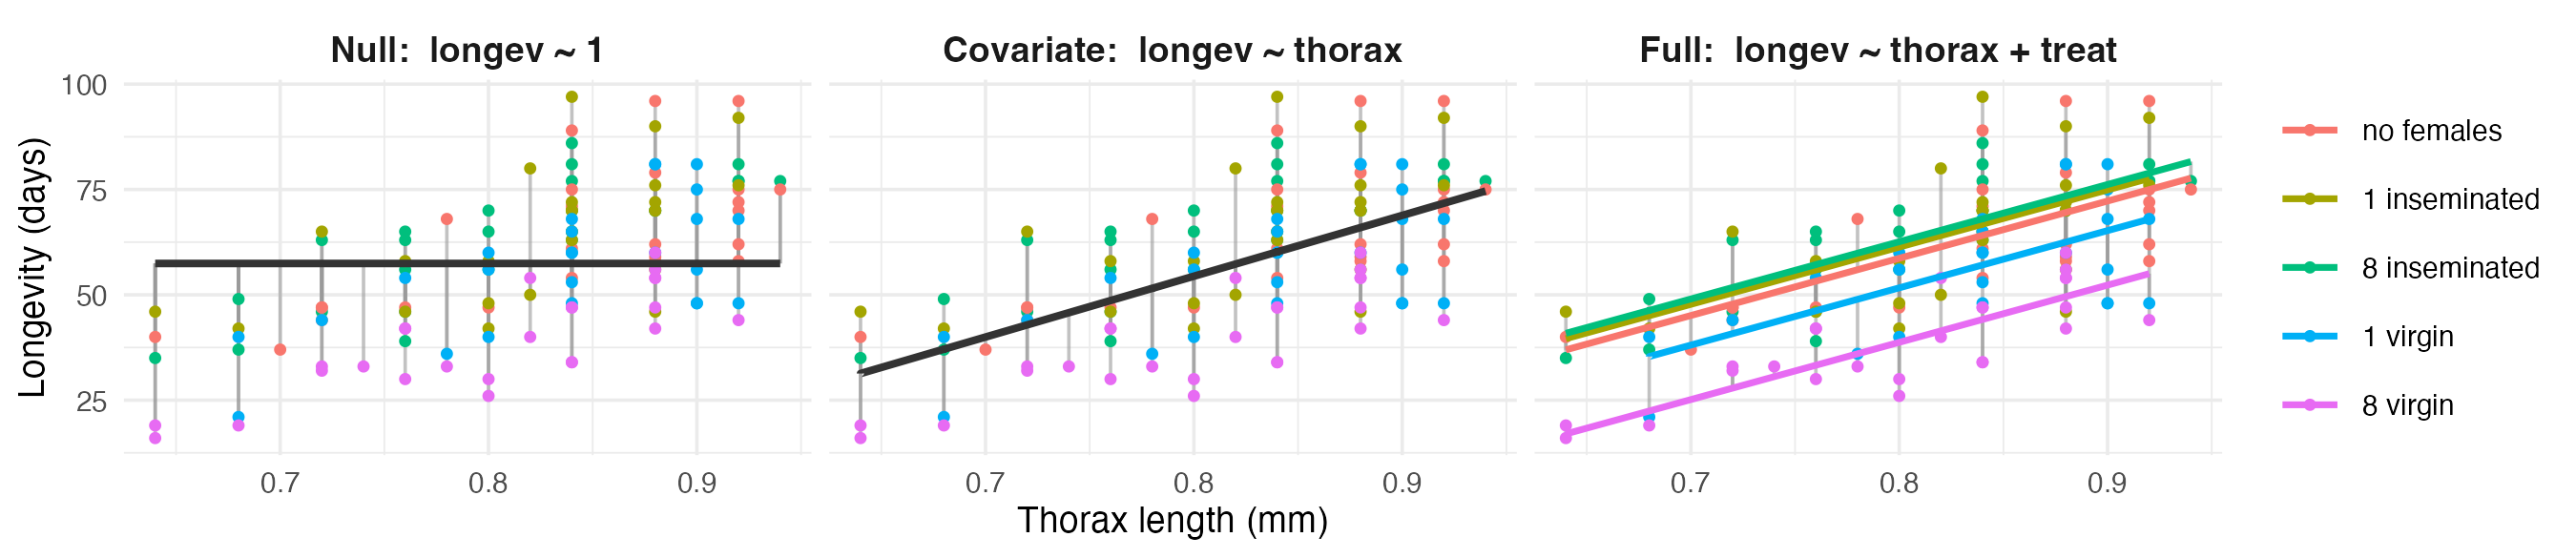 Null: longev ~ 1
Covariate: longev ~ thorax
Full: longev ~ thorax + treat
Longevity (days)
100
75
50
25
0.7 0.8 0.9
0.7 0.8 0.9
0.7 0.8 0.9
Thorax length (mm)
no females
1 inseminated
8 inseminated
1 virgin
8 virgin